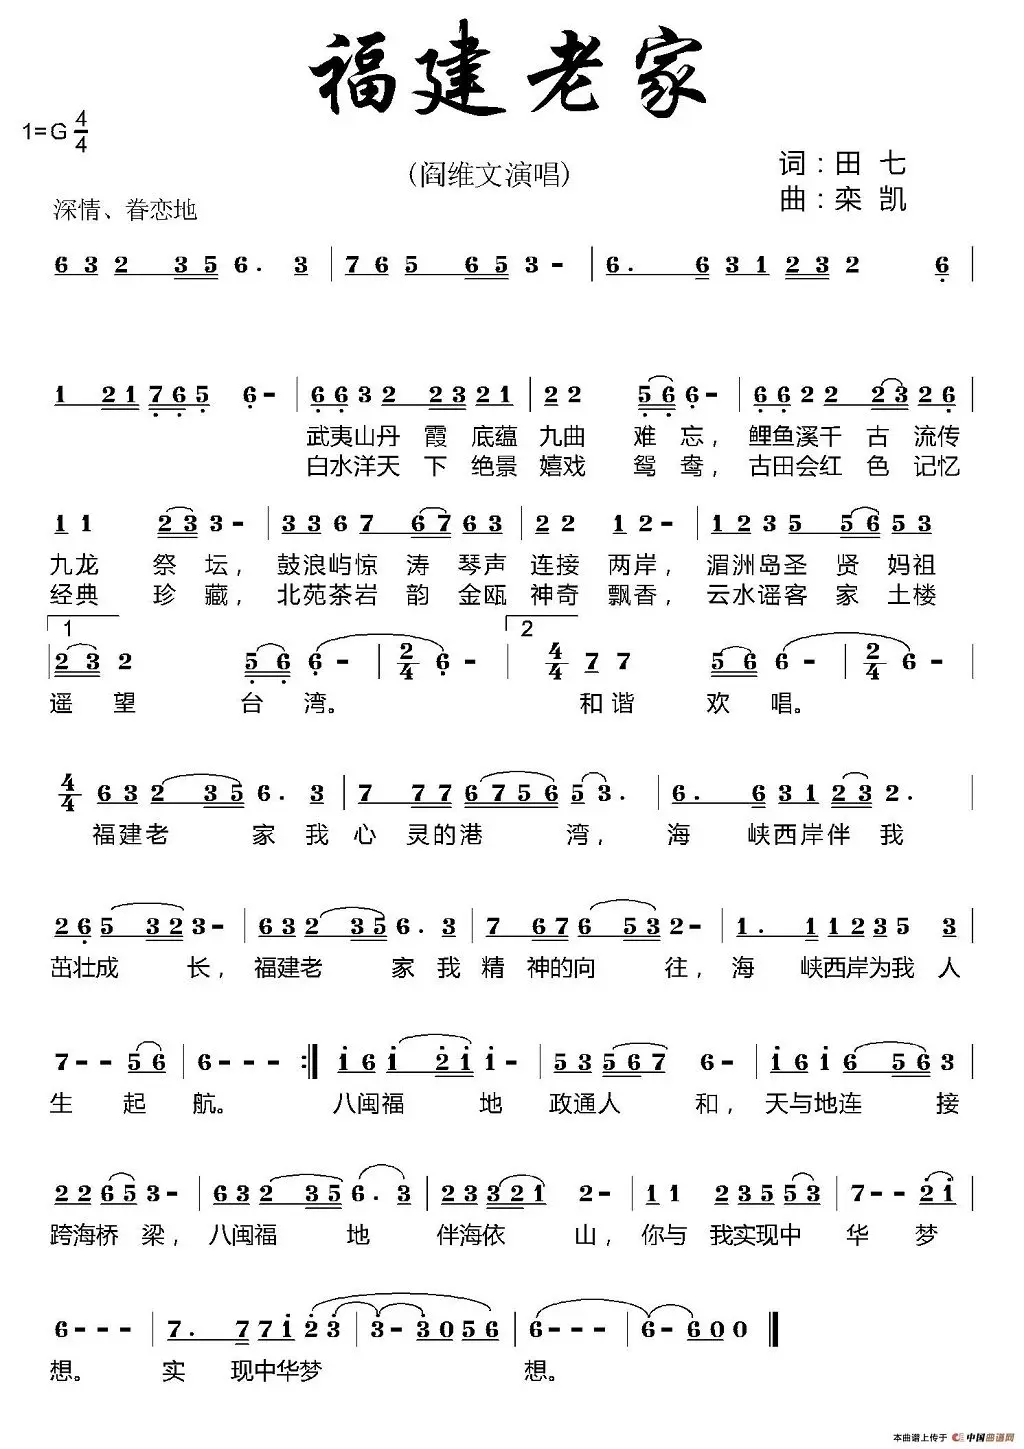 福建老家
1=G 4/4
(阎维文演唱)
词：田 七
曲：栾 凯
深情、眷恋地
6 3 2 3 5 6 . 3 | 7 6 5 6 5 3 - | 6 . 6 3 1 2 3 2 6 |
1 2 1 7 6 5 6 - | 6 6 3 2 2 3 2 1 | 2 2 5 6 6 - | 6 6 2 2 2 3 2 6 |
武夷山丹 霞 底蕴 九曲 难 忘， 鲤鱼溪千 古 流传
白水洋天 下 绝景 嬉戏 鸳 鸯， 古田会红 色 记忆
1 1 2 3 3 - | 3 3 6 7 6 7 6 3 | 2 2 1 2 - | 1 2 3 5 5 6 5 3
九龙 祭 坛， 鼓浪屿惊 涛 琴声 连接 两岸， 湄洲岛圣 贤 妈祖
经典 珍 藏， 北苑茶岩 韵 金瓯 神奇 飘香， 云水谣客 家 土楼
1 2
2 3 2 5 6 6 - | 2/4 6 - | 4/4 7 7 5 6 6 - | 2/4 6 - |
遥 望 台 湾。 和谐 欢 唱。
4/4 6 3 2 3 5 6 . 3 | 7 7 7 6 7 5 6 5 3 . | 6 . 6 3 1 2 3 2 . |
福建老 家 我 心 灵的港 湾， 海 峡西岸伴 我
2 6 5 3 2 3 - | 6 3 2 3 5 6 . 3 | 7 6 7 6 5 3 2 - | 1 . 1 1 2 3 5 3 |
茁壮成 长， 福建老 家 我 精 神的向 往， 海 峡西岸为我 人
7 - - 5 6 | 6 - - - :| 1 6 1 2 1 1 - | 5 3 5 6 7 6 - | 1 6 1 6 5 6 3 |
生 起 航。 八闽福 地 政通人 和， 天与地连 接
2 2 6 5 3 - | 6 3 2 3 5 6 . 3 | 2 3 3 2 1 2 - | 1 1 2 3 5 5 3 | 7 - - 2 1 |
跨海桥 梁， 八闽福 地 伴海依 山， 你与 我实现中 华 梦
6 - - - | 7 . 7 7 1 2 3 | 3 - 3 0 5 6 | 6 - - - | 6 - 6 0 0 ‖
想。 实 现中华梦 想。
本曲谱上传于 中国曲谱网